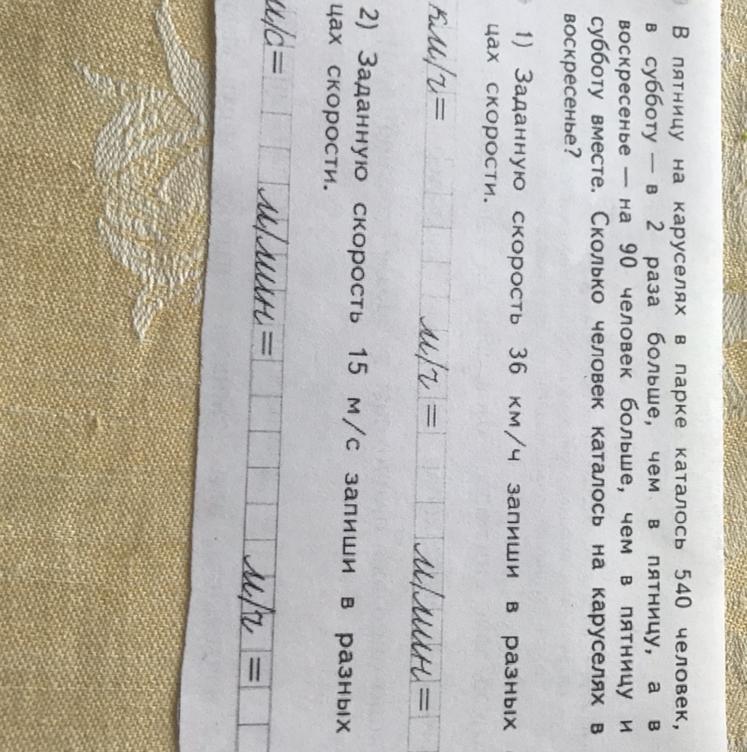 В пятницу на каруселях в парке каталось 540 человек,
в субботу — в 2 раза больше, чем в пятницу, а в
воскресенье — на 90 человек больше, чем в пятницу и
субботу вместе. Сколько человек каталось на каруселях в
воскресенье?
1) Заданную скорость 36 км/ч запиши в разных
цах скорости.
км/ч = м/ч = м/мин =
2) Заданную скорость 15 м/с запиши в разных
цах скорости.
м/с = м/мин = м/ч =